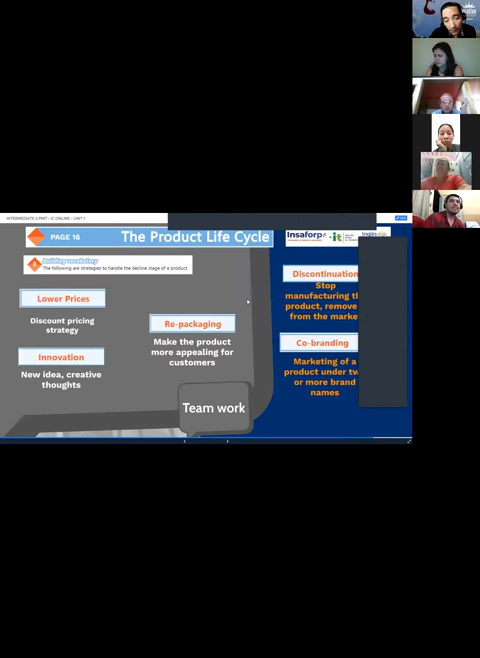 INTERMEDIATE 3 PMT - IC ONLINE - UNIT 1
PAGE 16
The Product Life Cycle
Insaforp
it
Inglés
Building vocabulary
The following are strategies to handle the decline stage of a product.
Lower Prices
Discount pricing
strategy
Innovation
New idea, creative
thoughts
Re-packaging
Make the product
more appealing for
customers
Team work
Discontinuation
Stop
manufacturing th
product, remove
from the marke
Co-branding
Marketing of a
product under tw
or more brand
names